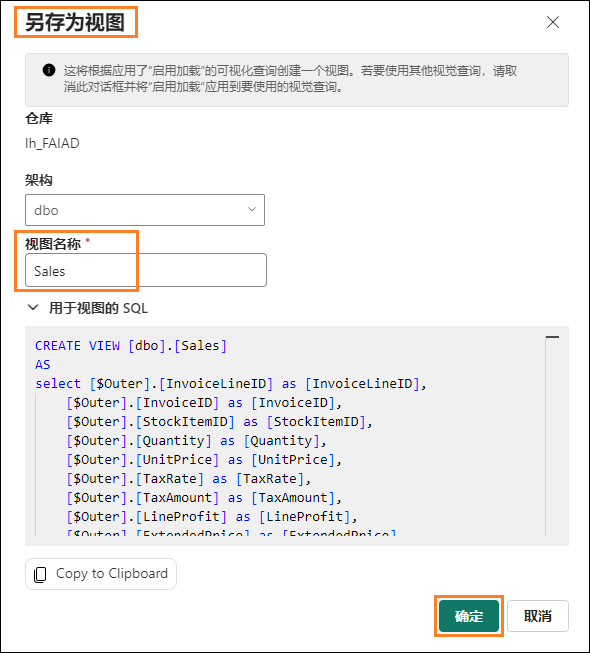 另存为视图
这将根据应用了“启用加载”的可视化查询创建一个视图。若要使用其他视觉查询，请取
消此对话框并将“启用加载”应用到要使用的视觉查询。
仓库
lh_FAIAD
架构
dbo
视图名称 *
Sales
用于视图的 SQL
CREATE VIEW [dbo].[Sales]
AS
select [$Outer].[InvoiceLineID] as [InvoiceLineID],
[$Outer].[InvoiceID] as [InvoiceID],
[$Outer].[StockItemID] as [StockItemID],
[$Outer].[Quantity] as [Quantity],
[$Outer].[UnitPrice] as [UnitPrice],
[$Outer].[TaxRate] as [TaxRate],
[$Outer].[TaxAmount] as [TaxAmount],
[$Outer].[LineProfit] as [LineProfit],
[$Outer].[ExtendedPrice] as [ExtendedPrice]
Copy to Clipboard
确定
取消